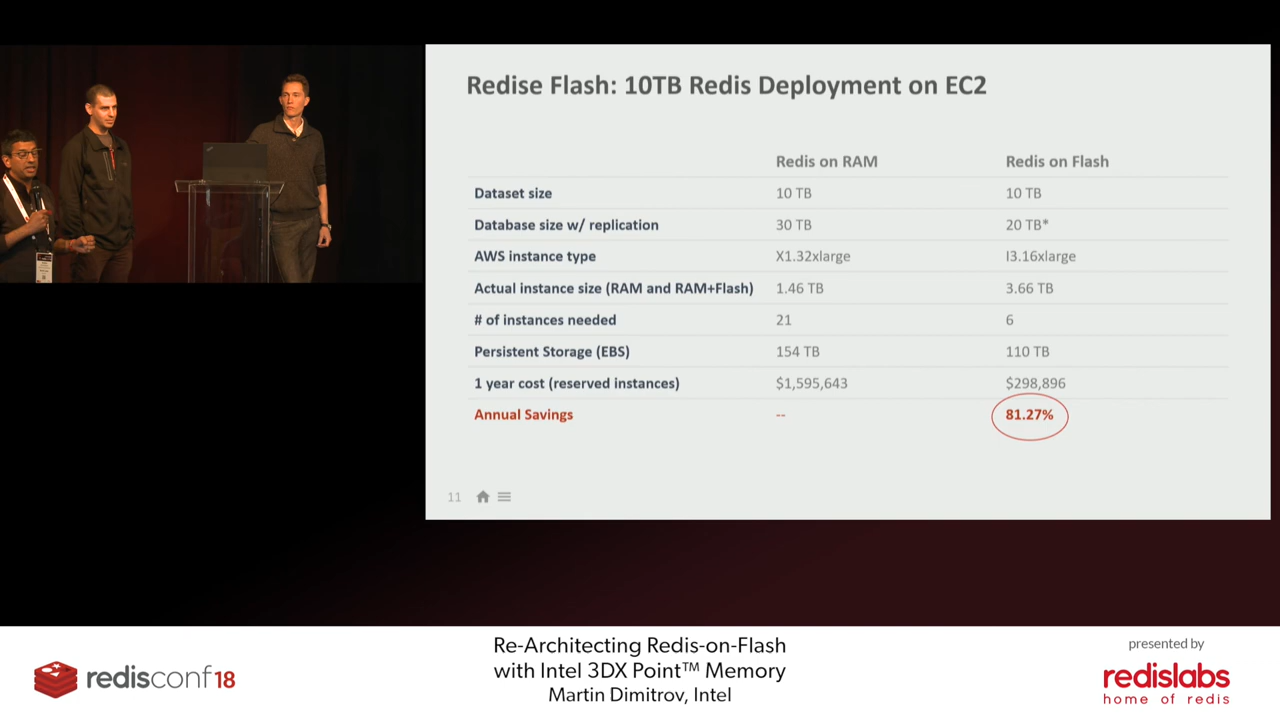 Redise Flash: 10TB Redis Deployment on EC2
Redis on RAM Redis on Flash
Dataset size 10 TB 10 TB
Database size w/ replication 30 TB 20 TB*
AWS instance type X1.32xlarge I3.16xlarge
Actual instance size (RAM and RAM+Flash) 1.46 TB 3.66 TB
# of instances needed 21 6
Persistent Storage (EBS) 154 TB 110 TB
1 year cost (reserved instances) $1,595,643 $298,896
Annual Savings -- 81.27%
11
redisconf18
Re-Architecting Redis-on-Flash
with Intel 3DX Point™ Memory
Martin Dimitrov, Intel
presented by
redislabs
home of redis